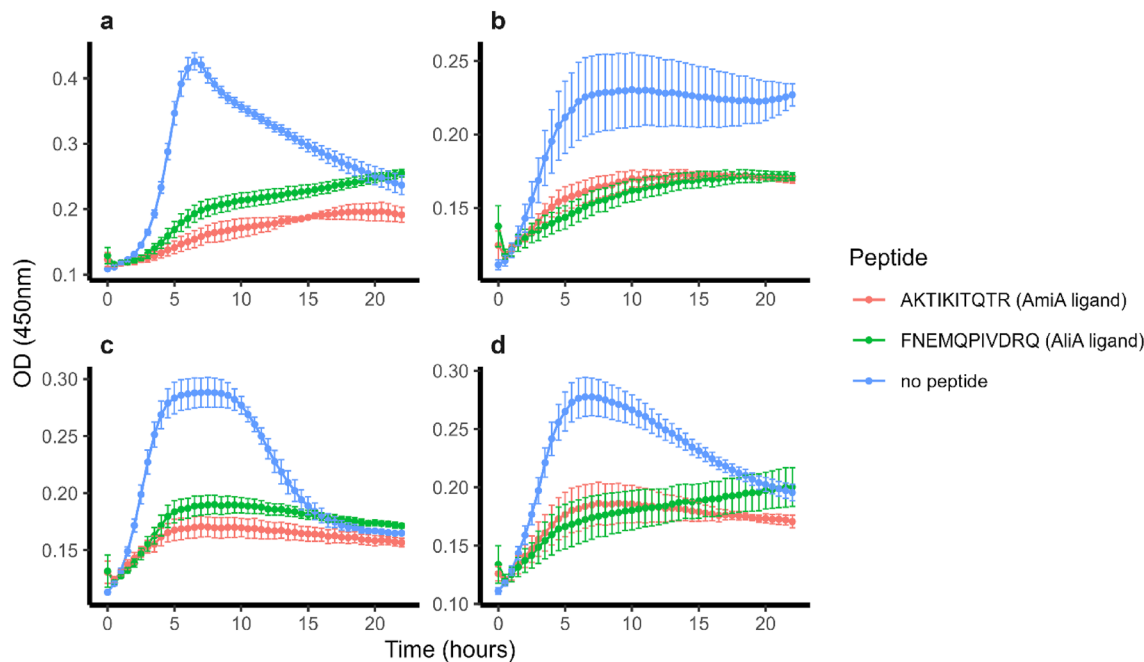 a
b
0.4
0.3
0.2
0.1
0.25
0.20
0.15
0 5 10 15 20
0 5 10 15 20
c
d
0.30
0.25
0.20
0.15
0.30
0.25
0.20
0.15
0.10
0 5 10 15 20
0 5 10 15 20
OD (450nm)
Time (hours)
Peptide
AKTIKITQTR (AmiA ligand)
FNEMQPIVDRQ (AliA ligand)
no peptide